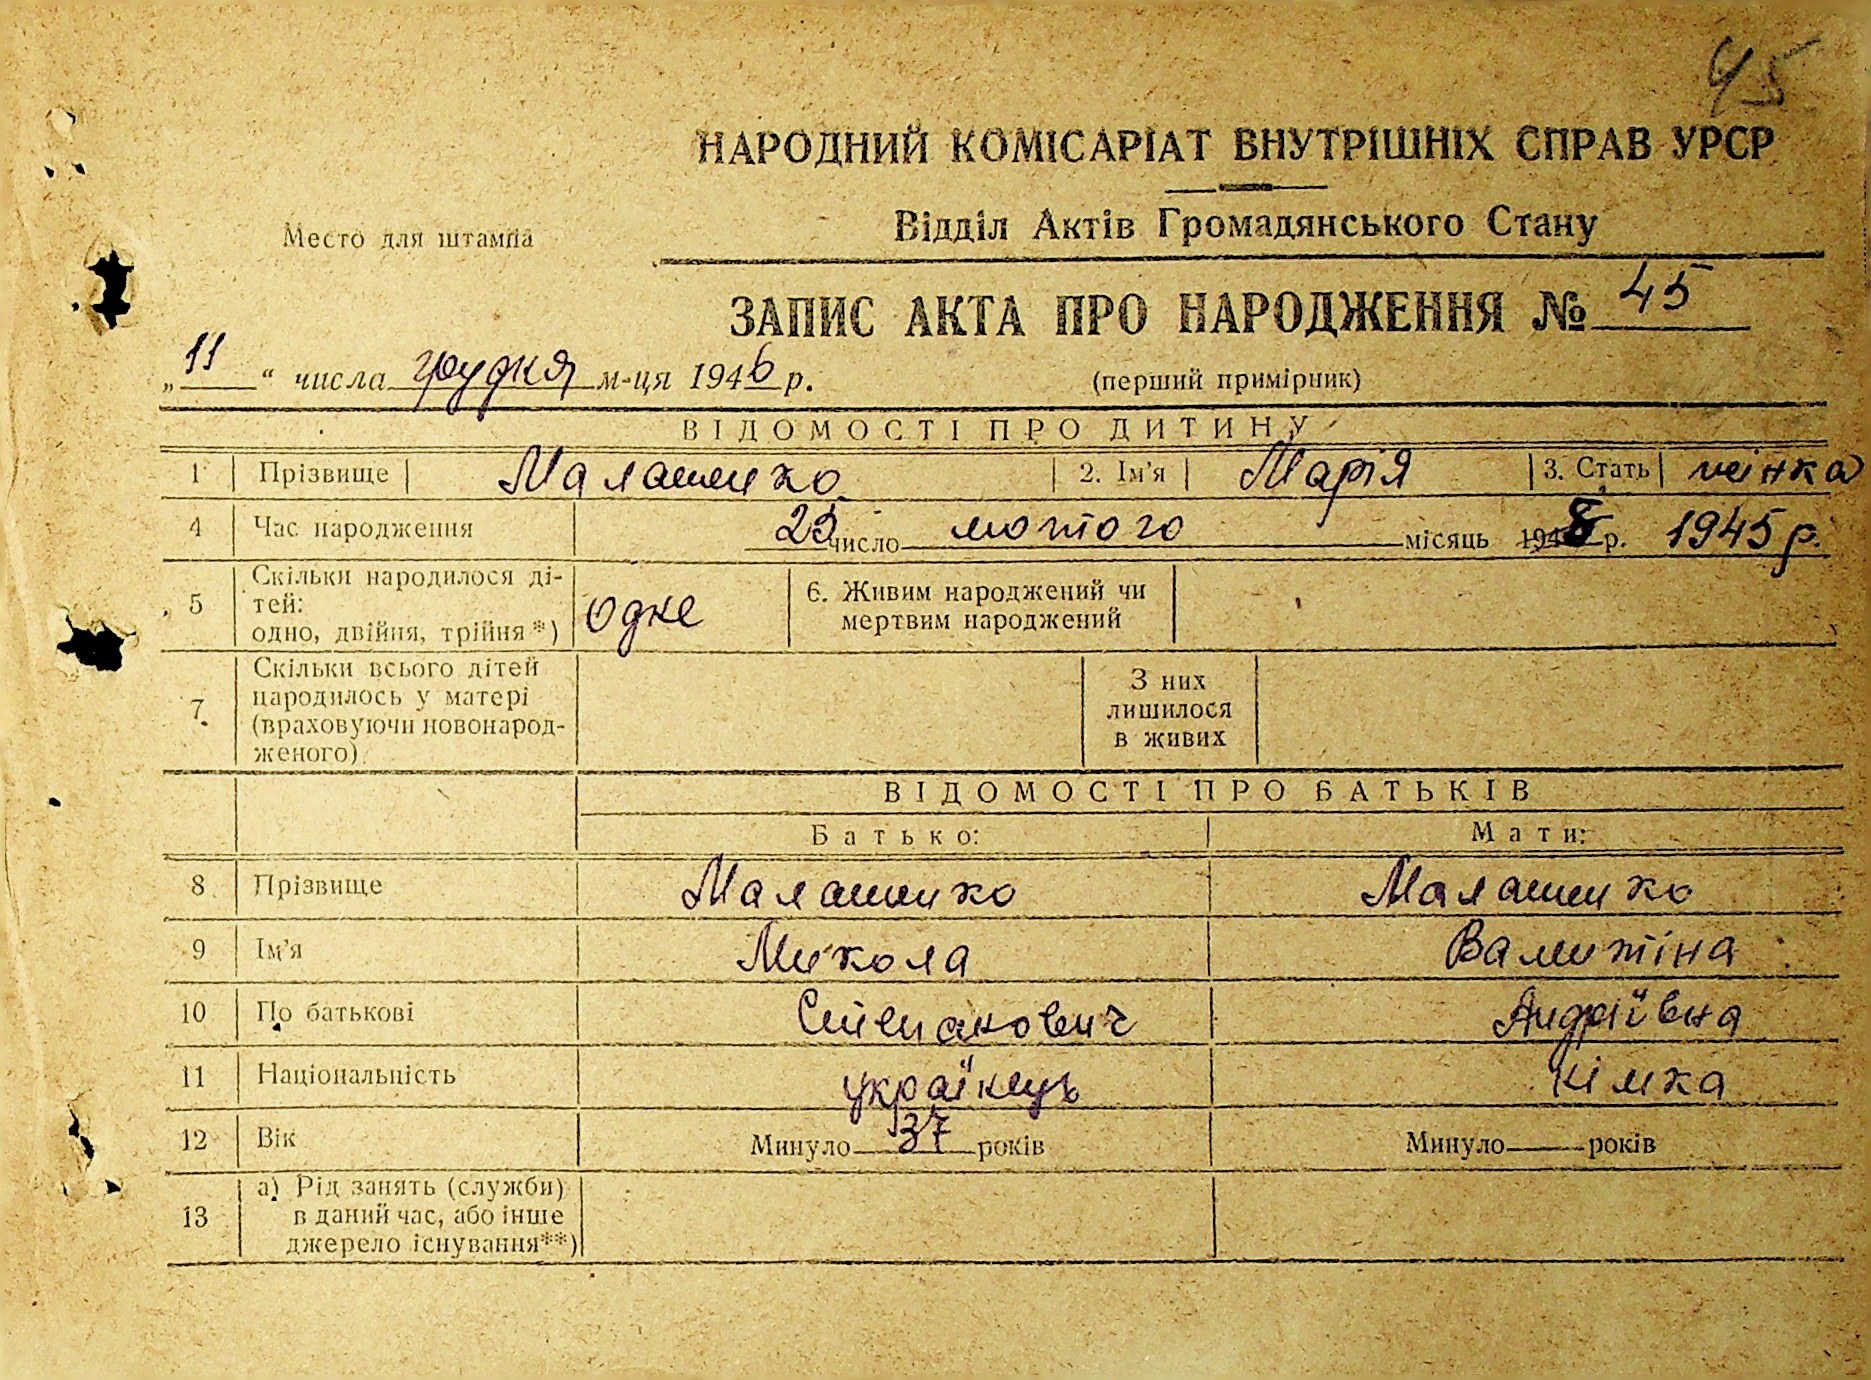 45
НАРОДНИЙ КОМІСАРІАТ ВНУТРІШНІХ СПРАВ УРСР
Место для штампа
Відділ Актів Громадянського Стану
ЗАПИС АКТА ПРО НАРОДЖЕННЯ № 45
„11“ числа грудня м-ця 1946 р. (перший примірник)
ВІДОМОСТІ ПРО ДИТИНУ
1 Прізвище Малашенко 2. Ім'я Марія 3. Стать жінка
4 Час народження 25 число лютого місяць 1945 р.
5 Скільки народилося ді-
тей:
одно, двійня, трійня*) одне
6. Живим народжений чи
мертвим народжений
7. Скільки всього дітей
народилось у матері
(враховуючи новонарод-
женого)
З них
лишилося
в живих
ВІДОМОСТІ ПРО БАТЬКІВ
Батько: Мати:
8 Прізвище Малашенко Малашенко
9 Ім'я Микола Валентіна
10 По батькові Степанович Андріївна
11 Національність українець німка
12 Вік Минуло 37 років Минуло років
13 а) Рід занять (служби)
в даний час, або інше
джерело існування**)